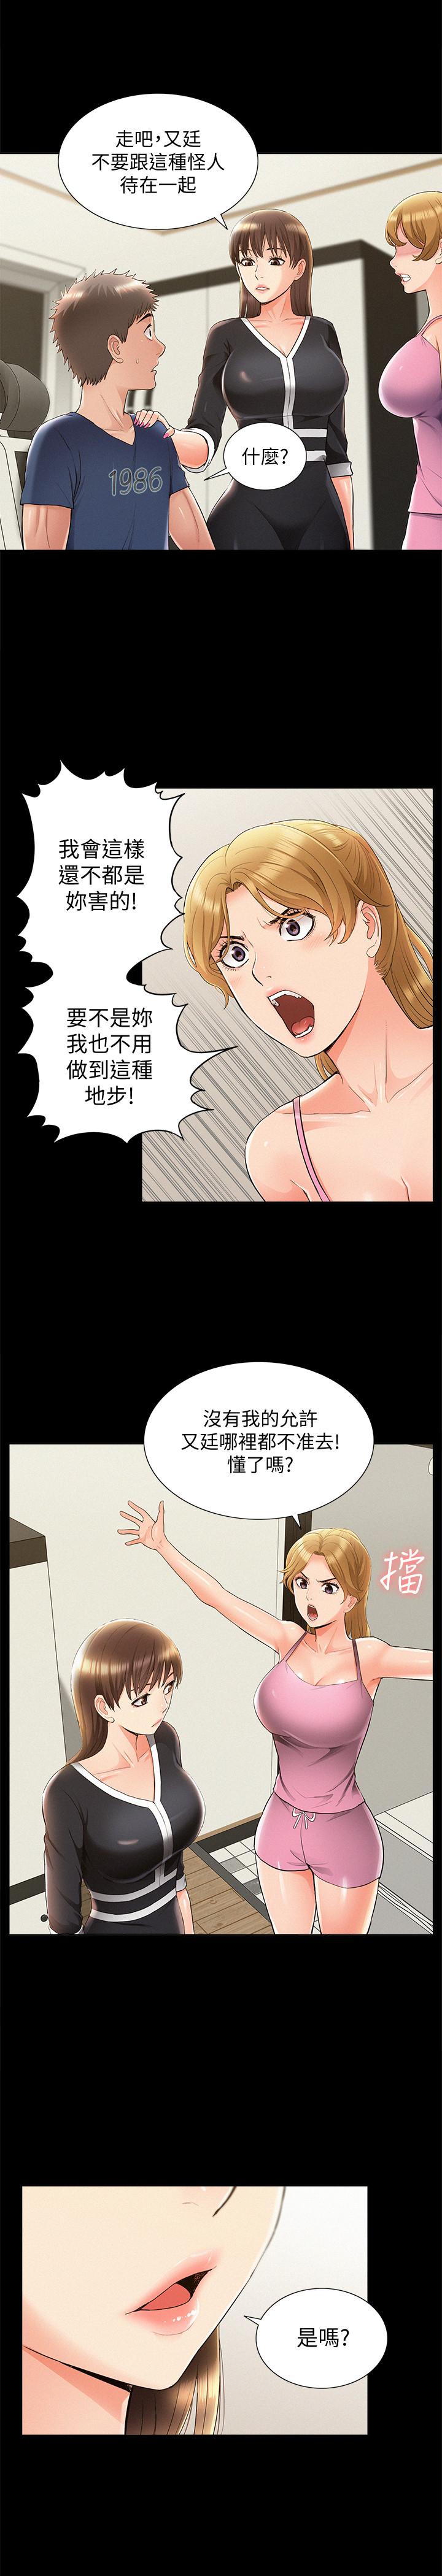 走吧,又廷
不要跟這種怪人
待在一起
什麼?
1986
我會這樣
還不都是
妳害的!
要不是妳
我也不用
做到這種
地步!
沒有我的允許
又廷哪裡都不准去!
懂了嗎?
擋
是嗎?